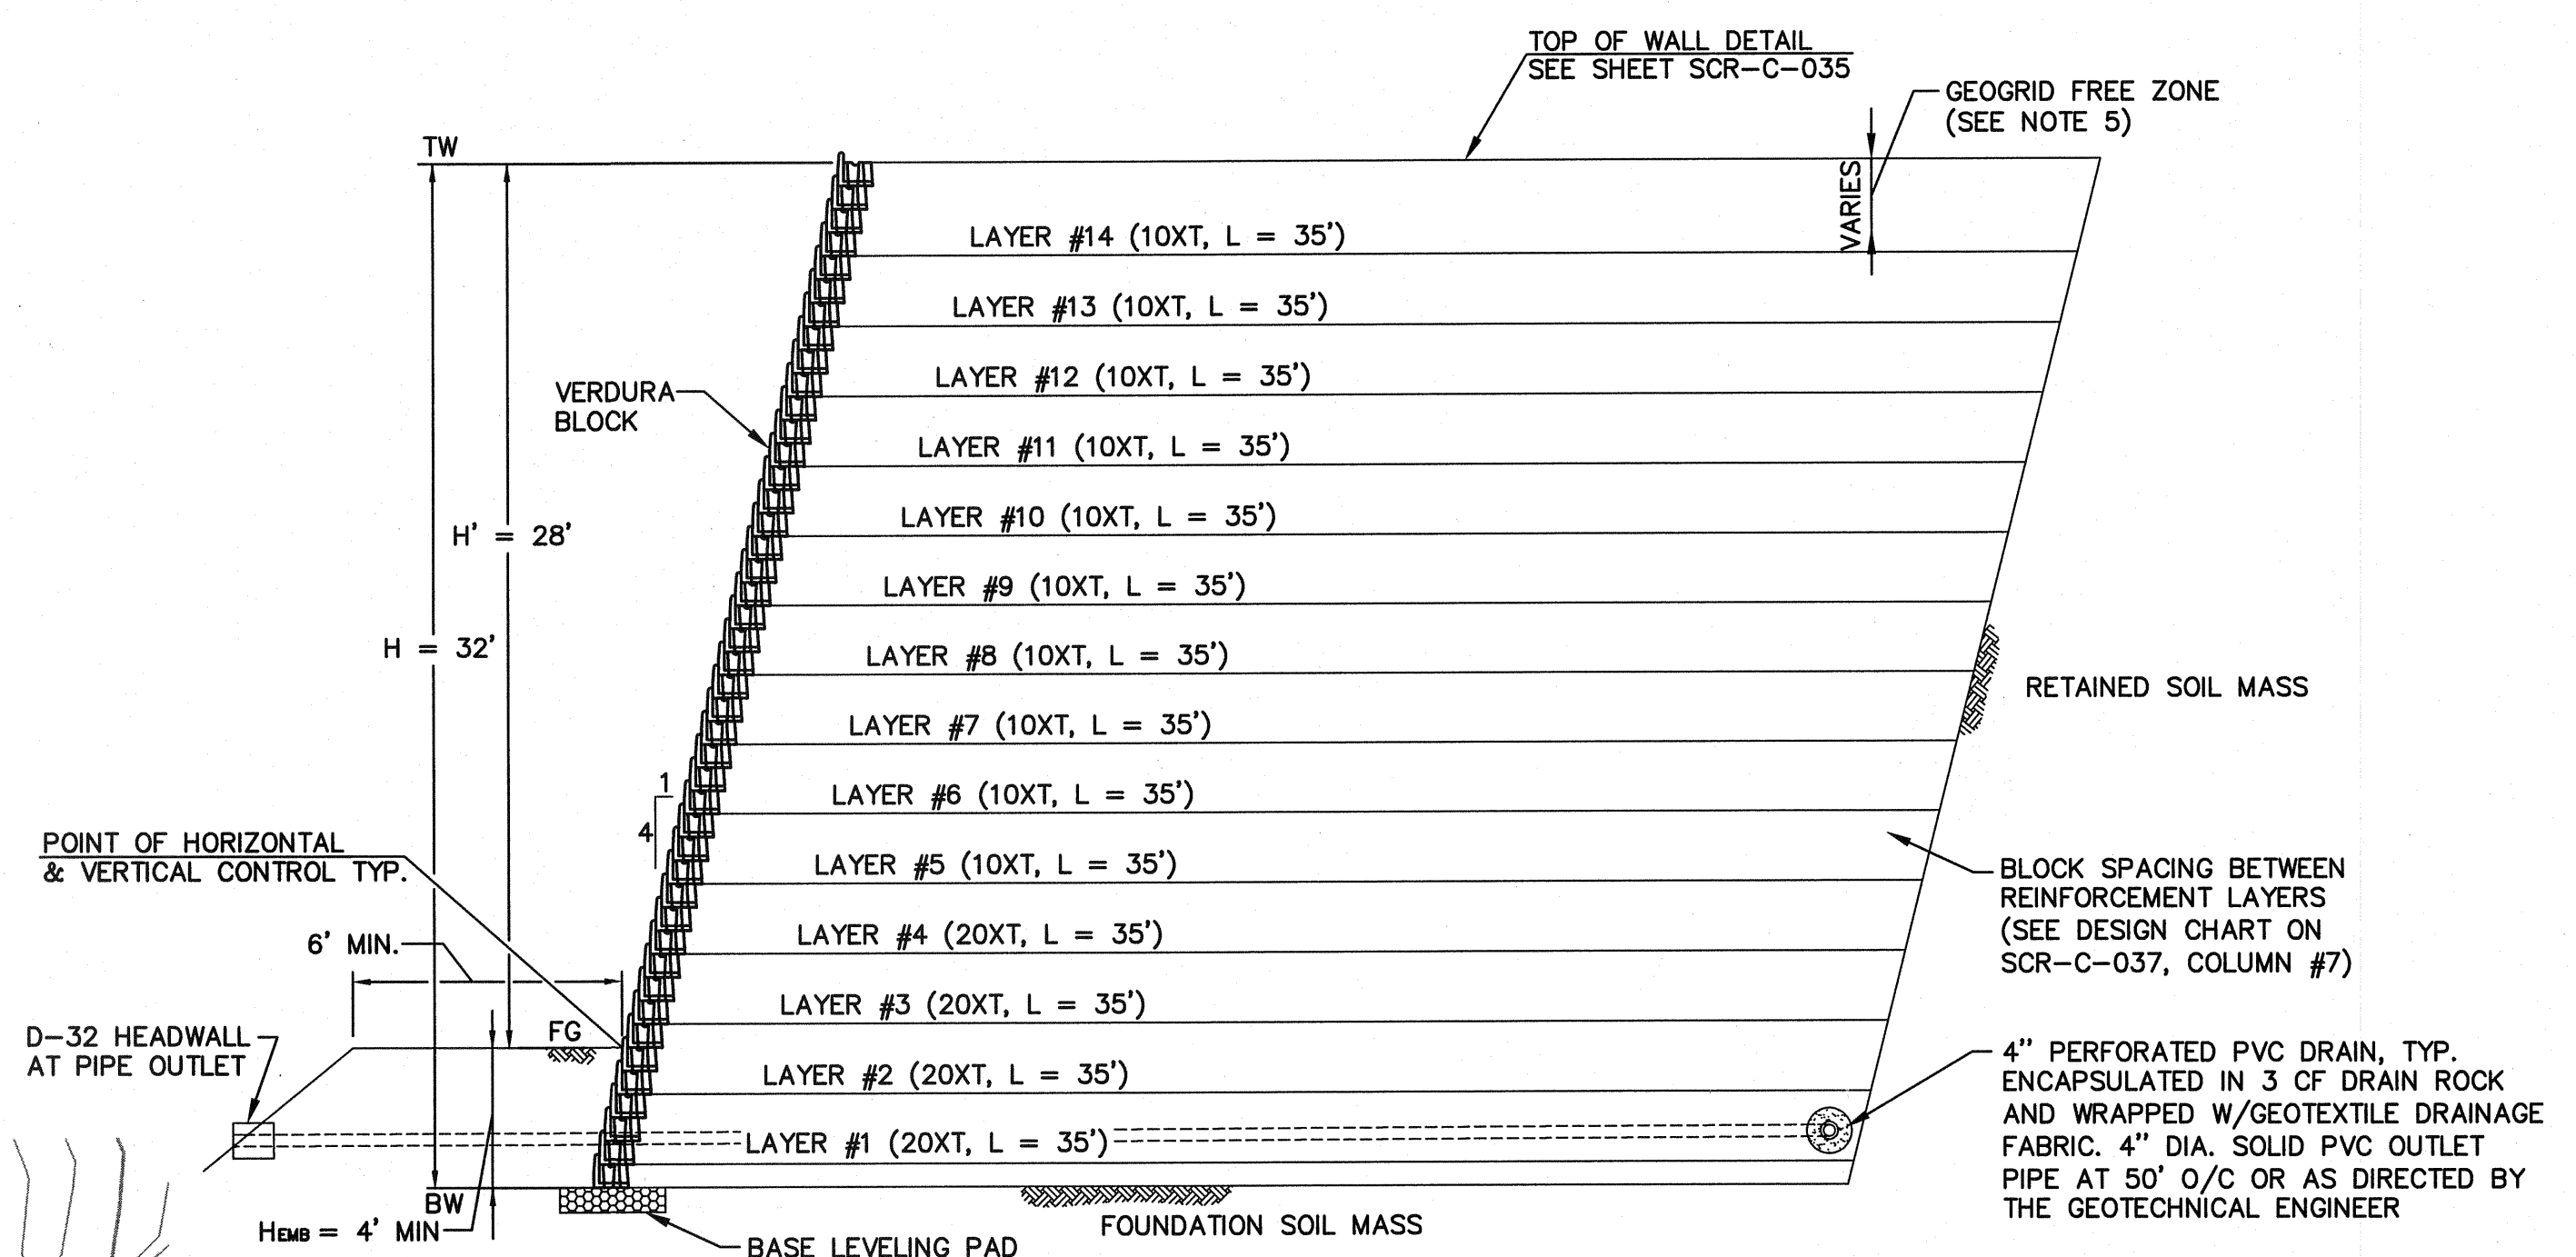 TOP OF WALL DETAIL
SEE SHEET SCR-C-035
GEOGRID FREE ZONE
(SEE NOTE 5)
TW
VARIES
LAYER #14 (10XT, L = 35')
LAYER #13 (10XT, L = 35')
LAYER #12 (10XT, L = 35')
VERDURA
BLOCK
LAYER #11 (10XT, L = 35')
LAYER #10 (10XT, L = 35')
H' = 28'
LAYER #9 (10XT, L = 35')
H = 32'
LAYER #8 (10XT, L = 35')
RETAINED SOIL MASS
LAYER #7 (10XT, L = 35')
1
4
LAYER #6 (10XT, L = 35')
POINT OF HORIZONTAL
& VERTICAL CONTROL TYP.
LAYER #5 (10XT, L = 35')
BLOCK SPACING BETWEEN
REINFORCEMENT LAYERS
(SEE DESIGN CHART ON
SCR-C-037, COLUMN #7)
LAYER #4 (20XT, L = 35')
6' MIN.
LAYER #3 (20XT, L = 35')
FG
D-32 HEADWALL
AT PIPE OUTLET
LAYER #2 (20XT, L = 35')
4" PERFORATED PVC DRAIN, TYP.
ENCAPSULATED IN 3 CF DRAIN ROCK
AND WRAPPED W/GEOTEXTILE DRAINAGE
FABRIC. 4" DIA. SOLID PVC OUTLET
PIPE AT 50' O/C OR AS DIRECTED BY
THE GEOTECHNICAL ENGINEER
LAYER #1 (20XT, L = 35')
BW
HEMB = 4' MIN
FOUNDATION SOIL MASS
BASE LEVELING PAD